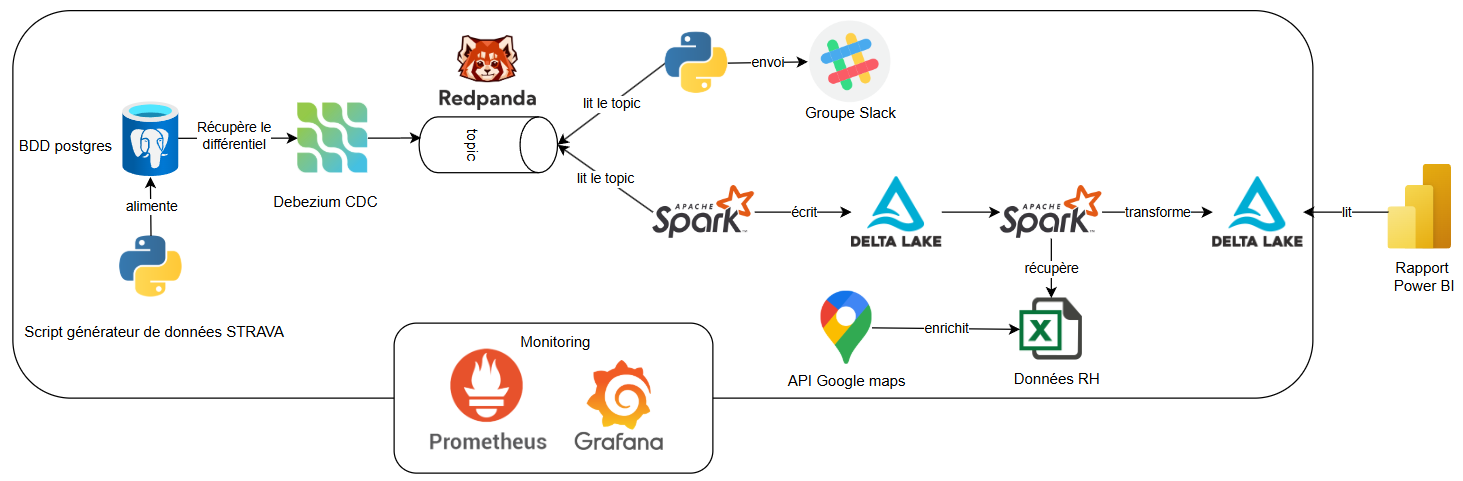 Redpanda
topic
lit le topic
envoi
Groupe Slack
BDD postgres
Récupère le
différentiel
Debezium CDC
alimente
Script générateur de données STRAVA
lit le topic
APACHE
Spark
TM
écrit
DELTA LAKE
APACHE
Spark
TM
transforme
DELTA LAKE
lit
Rapport
Power BI
récupère
X
Données RH
enrichit
API Google maps
Monitoring
Prometheus
Grafana